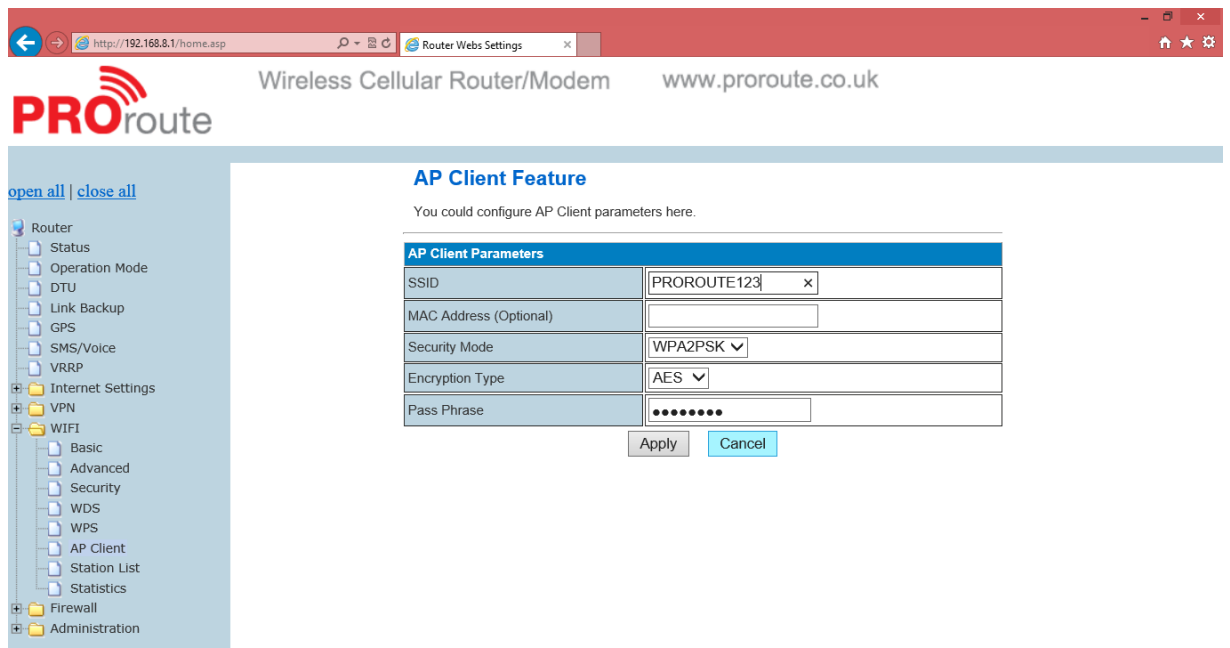 http://192.168.8.1/home.asp
Router Webs Settings
PROroute
Wireless Cellular Router/Modem www.proroute.co.uk
open all | close all
Router
Status
Operation Mode
DTU
Link Backup
GPS
SMS/Voice
VRRP
Internet Settings
VPN
WIFI
Basic
Advanced
Security
WDS
WPS
AP Client
Station List
Statistics
Firewall
Administration
AP Client Feature
You could configure AP Client parameters here.
AP Client Parameters
SSID PROROUTE123
MAC Address (Optional)
Security Mode WPA2PSK
Encryption Type AES
Pass Phrase ●●●●●●●●
Apply Cancel